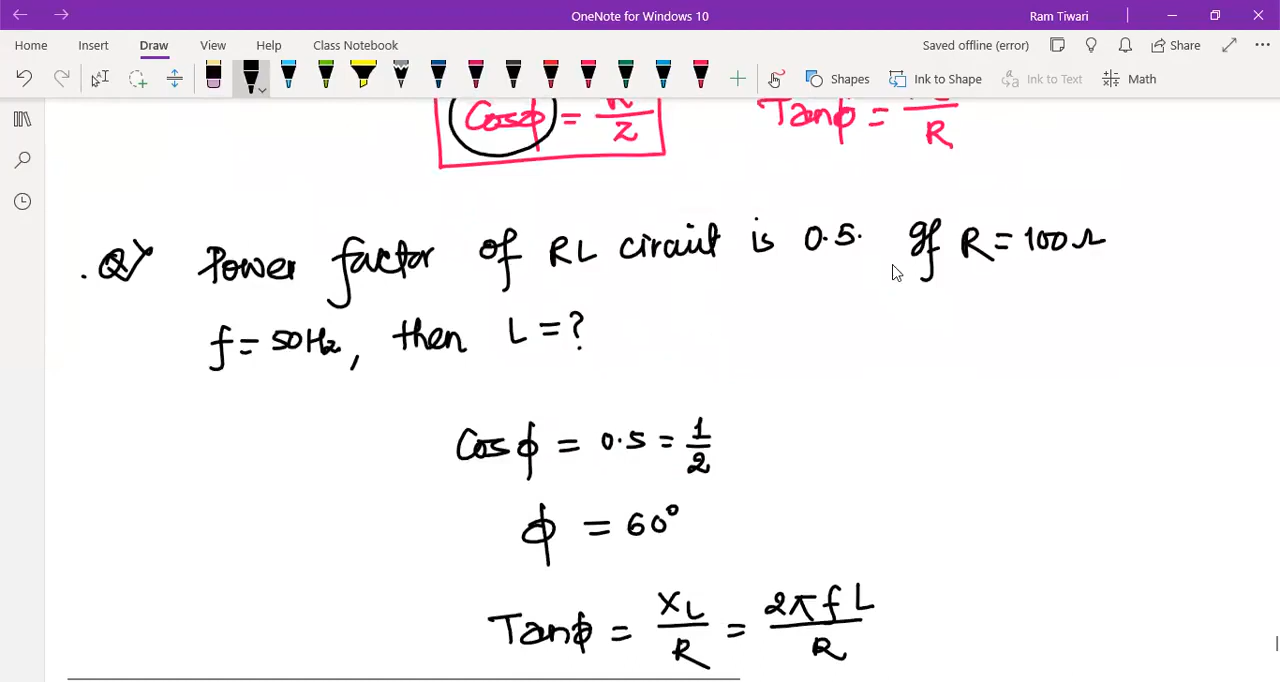 OneNote for Windows 10
Ram Tiwari
Home Insert Draw View Help Class Notebook
Saved offline (error) Share
Shapes Ink to Shape Ink to Text Math
Cosφ = R/Z Tanφ = /R
Q) Power factor of RL circuit is 0.5. If R = 100Ω
f = 50Hz, then L = ?
Cosφ = 0.5 = 1/2
φ = 60°
Tanφ = XL/R = 2πfL/R